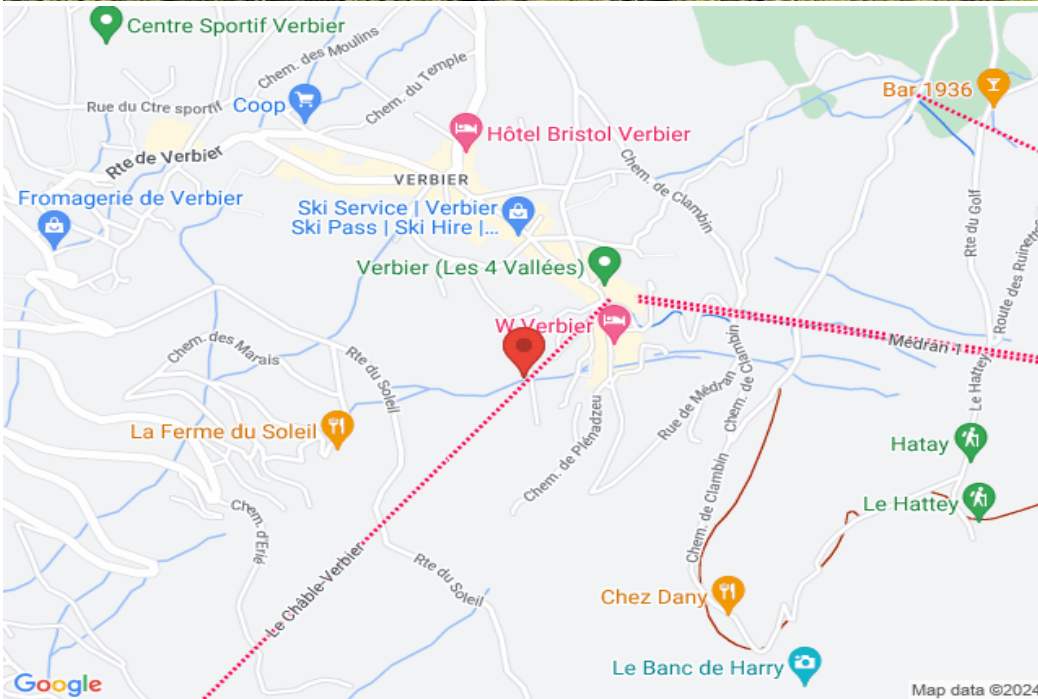 Centre Sportif Verbier
Chem. des Moulins
Chem. du Temple
Rue du Ctre sportif
Coop
Bar 1936
Hôtel Bristol Verbier
Rte de Verbier
VERBIER
Chem. de Clambin
Fromagerie de Verbier
Ski Service | Verbier
Ski Pass | Ski Hire |...
Rte du Golf
Route des Ruinettes
Verbier (Les 4 Vallées)
W Verbier
Médran 1
Chem. des Marais
Rte du Soleil
Rue de Médran
Chem. de Clambin
Le Hattey
La Ferme du Soleil
Hatay
Chem. de Plénadzeu
Le Hattey
Chem. d'Erlé
Chem. de Clambin
Le Châble-Verbier
Rte du Soleil
Chez Dany
Le Banc de Harry
Google
Map data ©2024